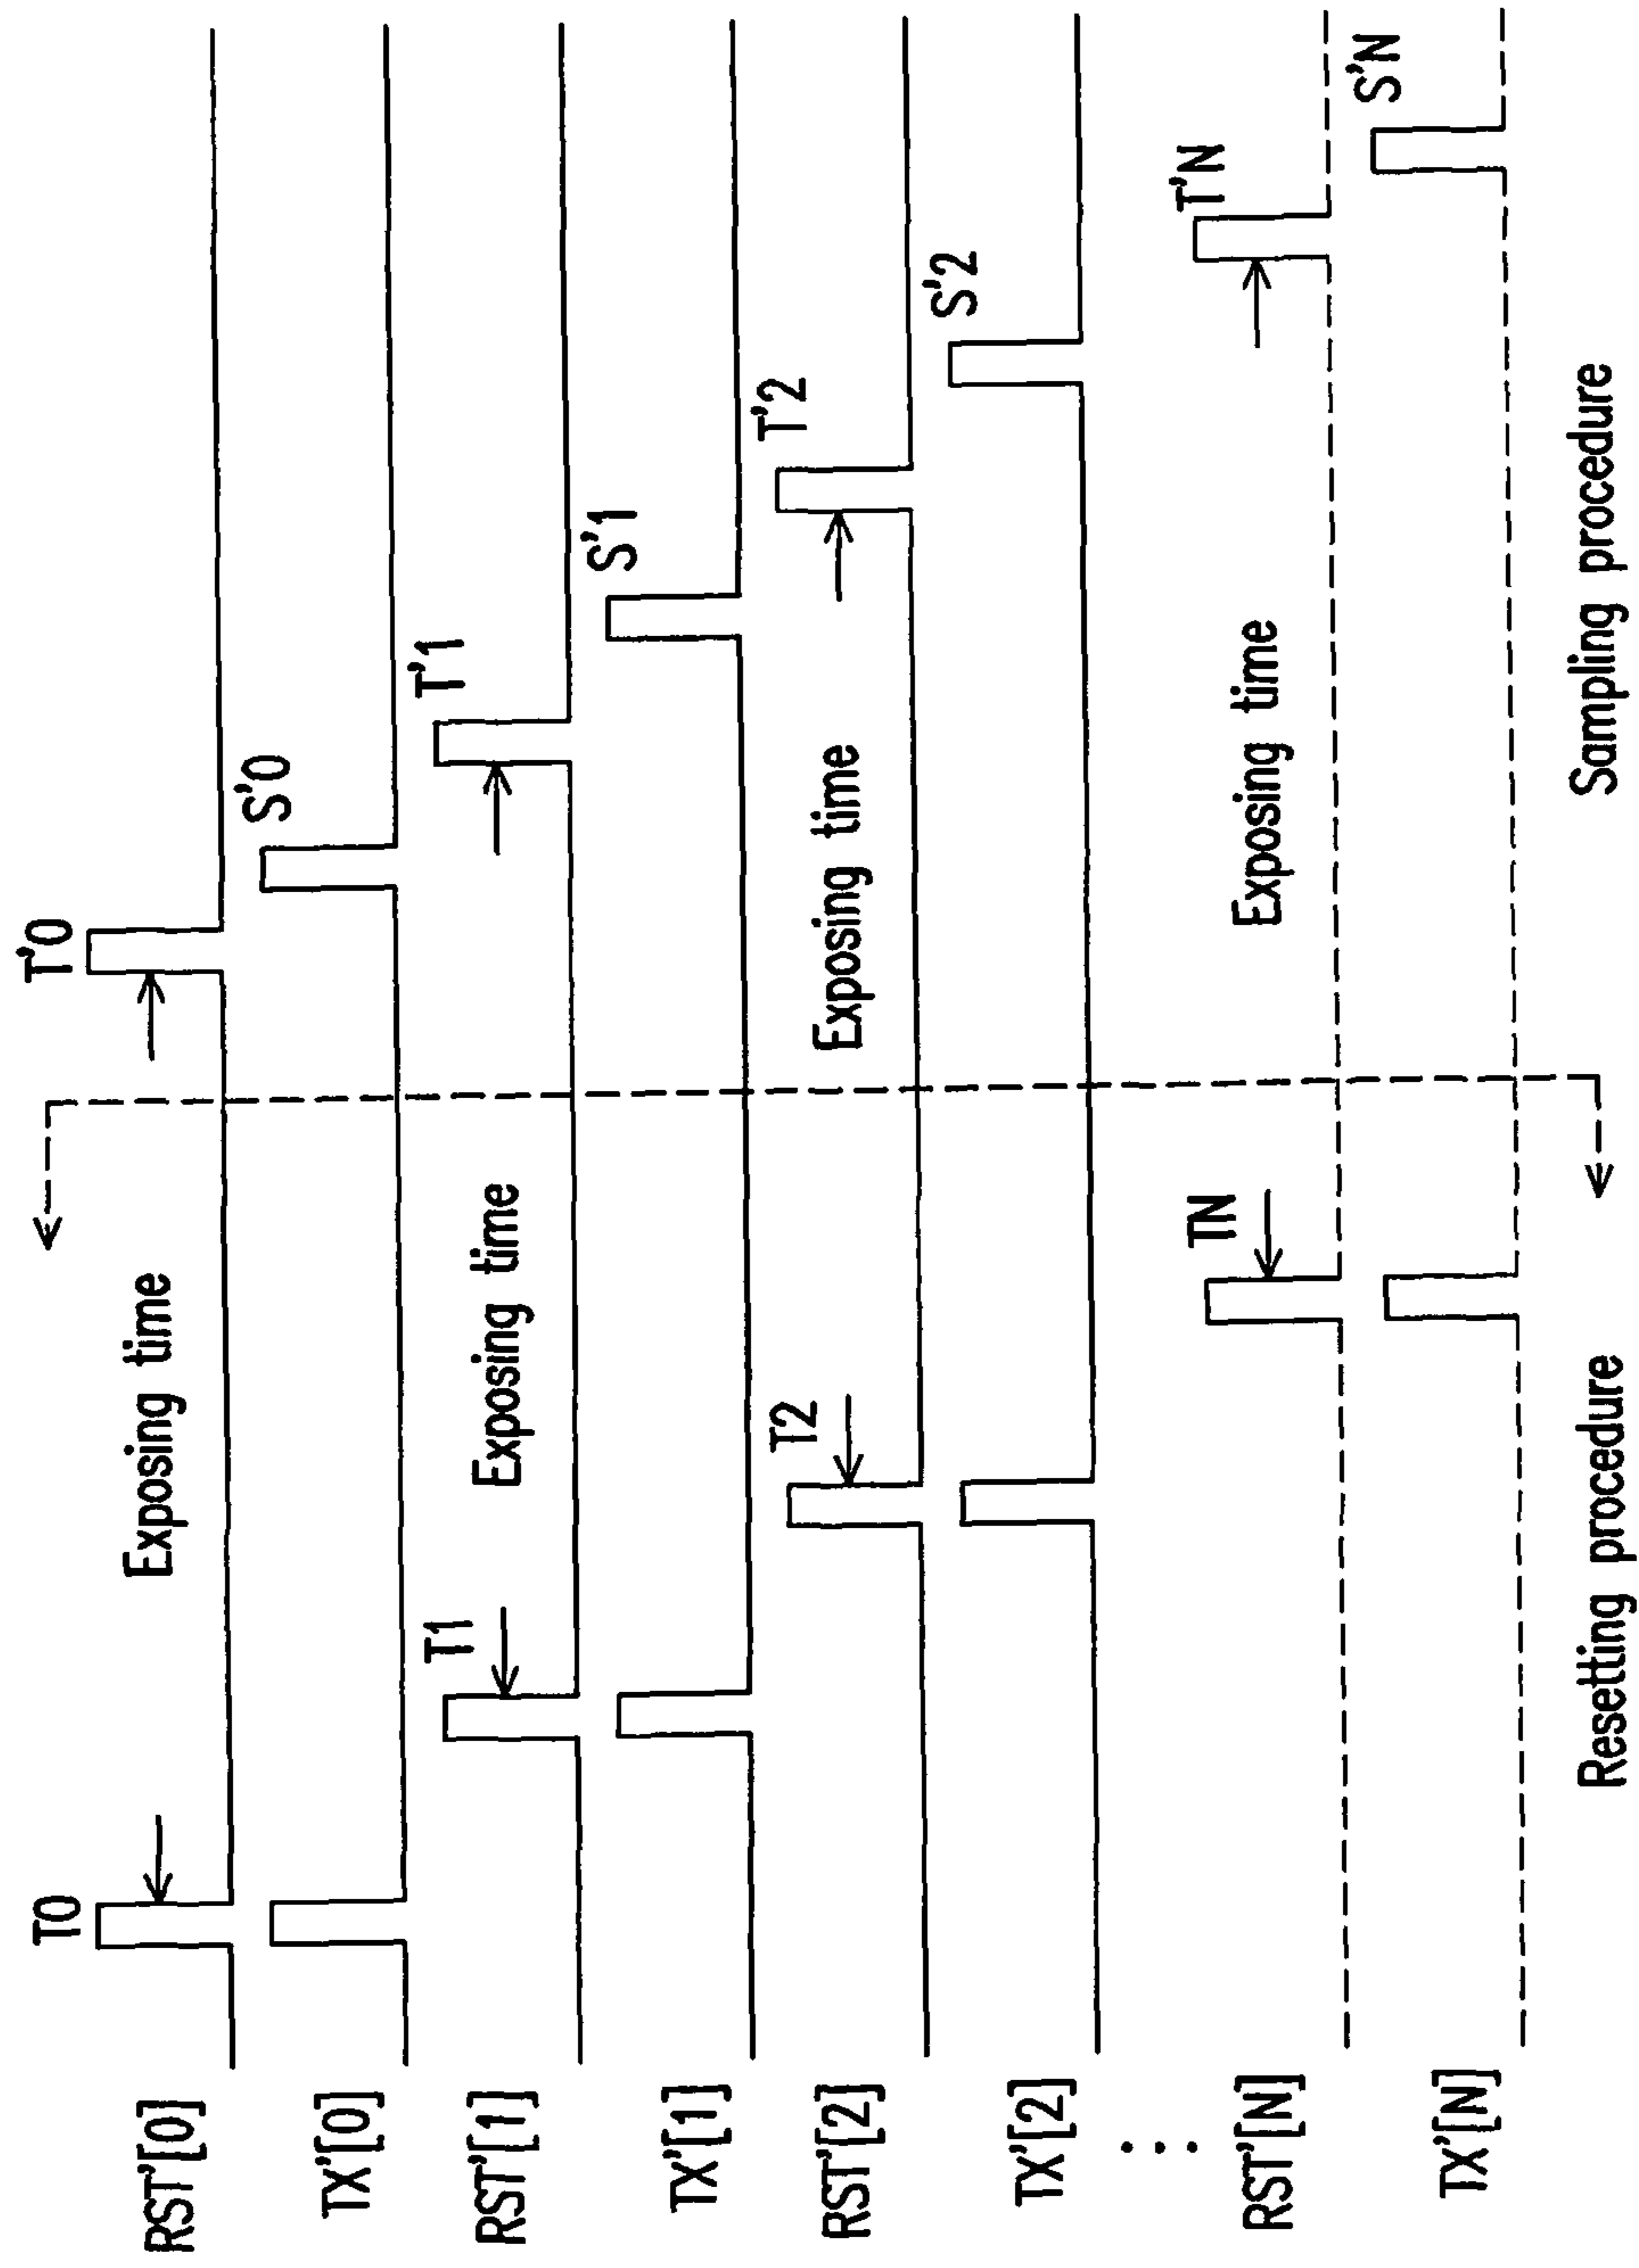 T0
T'0
RST'[0]
Exposing time
S'0
TX'[0]
T1
T'1
RST'[1]
Exposing time
S'1
TX'[1]
T2
T'2
RST'[2]
Exposing time
S'2
TX'[2]
...
TN
T'N
RST'[N]
Exposing time
S'N
TX'[N]
Resetting procedure
Sampling procedure